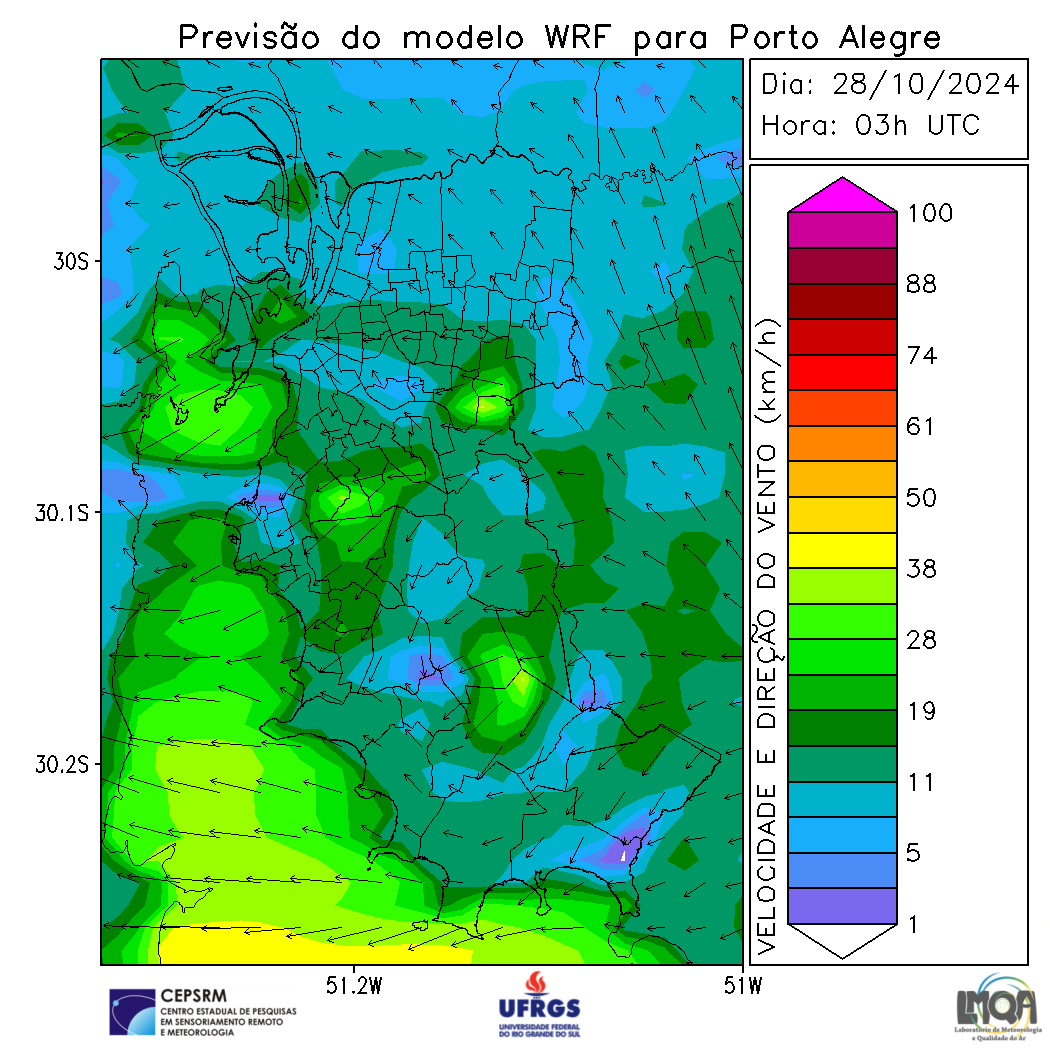 Previsão do modelo WRF para Porto Alegre
Dia: 28/10/2024
Hora: 03h UTC
30S
30.1S
30.2S
51.2W
51W
VELOCIDADE E DIREÇÃO DO VENTO (km/h)
100
88
74
61
50
38
28
19
11
5
1
CEPSRM
CENTRO ESTADUAL DE PESQUISAS
EM SENSORIAMENTO REMOTO
E METEOROLOGIA
UFRGS
UNIVERSIDADE FEDERAL
DO RIO GRANDE DO SUL
LMQA
Laboratório de Meteorologia
e Qualidade do Ar